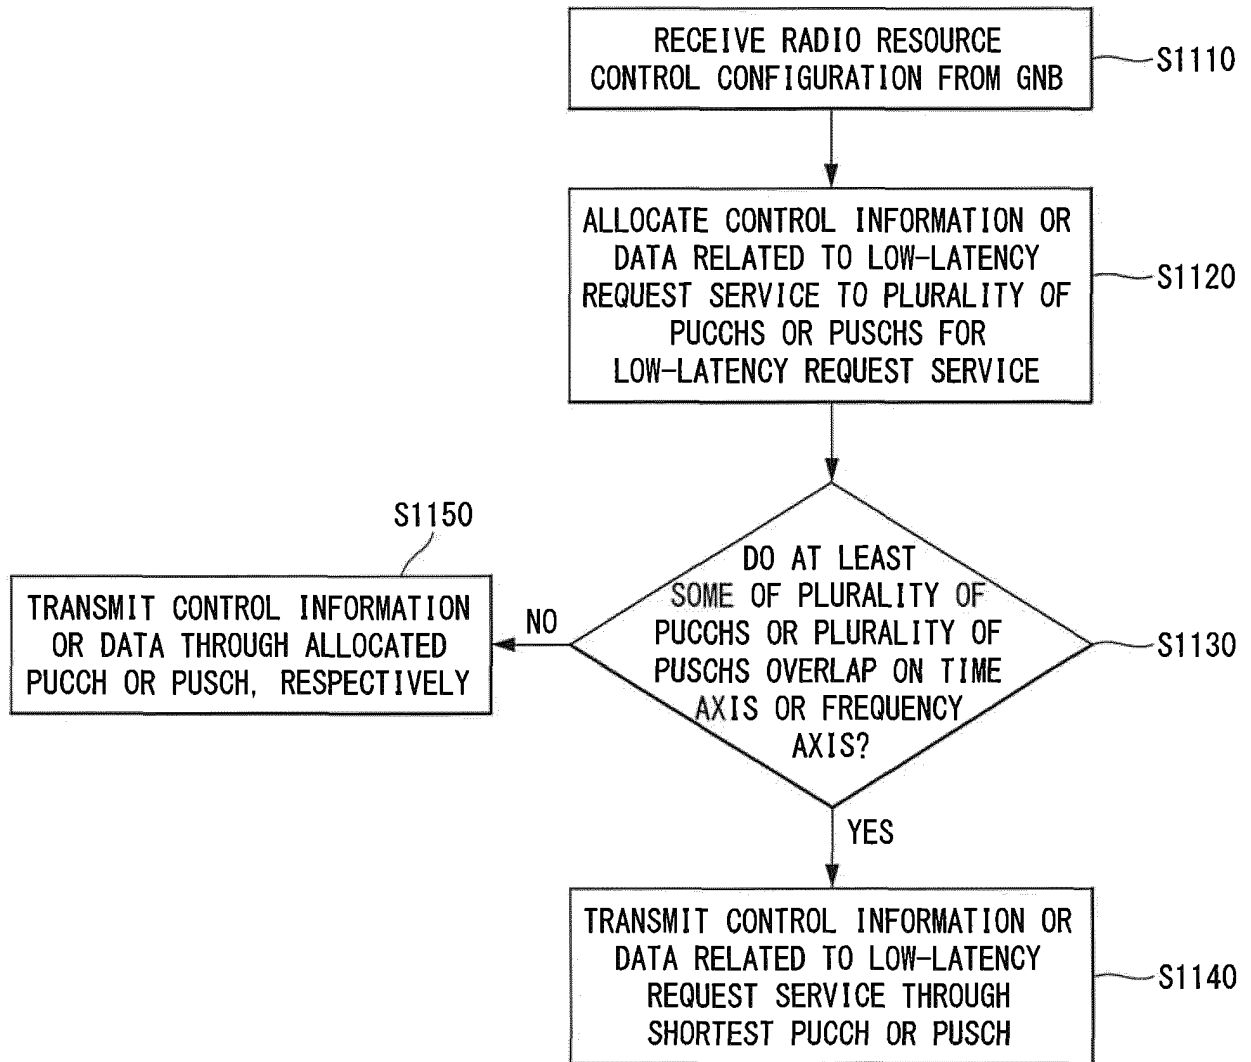 RECEIVE RADIO RESOURCE
CONTROL CONFIGURATION FROM GNB
S1110
ALLOCATE CONTROL INFORMATION OR
DATA RELATED TO LOW-LATENCY
REQUEST SERVICE TO PLURALITY OF
PUCCHS OR PUSCHS FOR
LOW-LATENCY REQUEST SERVICE
S1120
DO AT LEAST
SOME OF PLURALITY OF
PUCCHS OR PLURALITY OF
PUSCHS OVERLAP ON TIME
AXIS OR FREQUENCY
AXIS?
S1130
NO
S1150
TRANSMIT CONTROL INFORMATION
OR DATA THROUGH ALLOCATED
PUCCH OR PUSCH, RESPECTIVELY
YES
TRANSMIT CONTROL INFORMATION OR
DATA RELATED TO LOW-LATENCY
REQUEST SERVICE THROUGH
SHORTEST PUCCH OR PUSCH
S1140